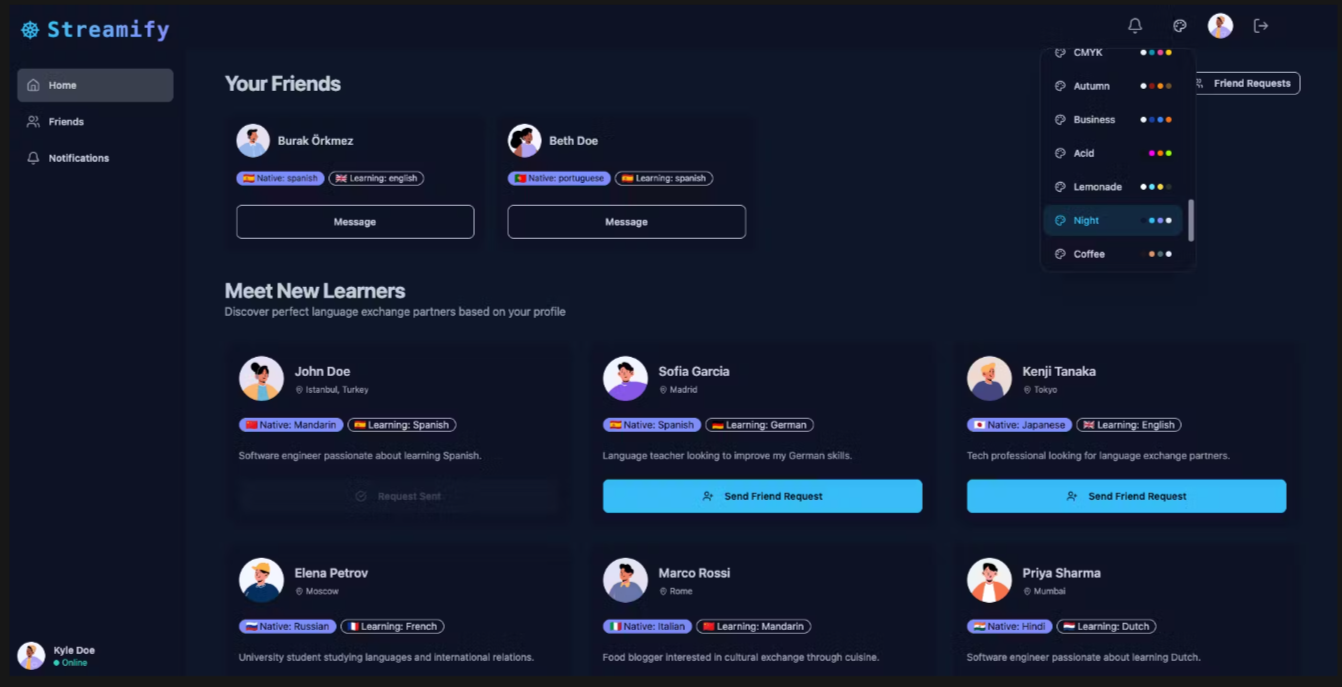 Streamify
Home
Friends
Notifications
Your Friends
Friend Requests
CMYK
Autumn
Business
Acid
Lemonade
Night
Coffee
Burak Örkmez
Native: spanish Learning: english
Message
Beth Doe
Native: portuguese Learning: spanish
Message
Meet New Learners
Discover perfect language exchange partners based on your profile
John Doe
Istanbul, Turkey
Native: Mandarin Learning: Spanish
Software engineer passionate about learning Spanish.
Request Sent
Sofia Garcia
Madrid
Native: Spanish Learning: German
Language teacher looking to improve my German skills.
Send Friend Request
Kenji Tanaka
Tokyo
Native: Japanese Learning: English
Tech professional looking for language exchange partners.
Send Friend Request
Elena Petrov
Moscow
Native: Russian Learning: French
University student studying languages and international relations.
Marco Rossi
Rome
Native: Italian Learning: Mandarin
Food blogger interested in cultural exchange through cuisine.
Priya Sharma
Mumbai
Native: Hindi Learning: Dutch
Software engineer passionate about learning Dutch.
Kyle Doe
Online